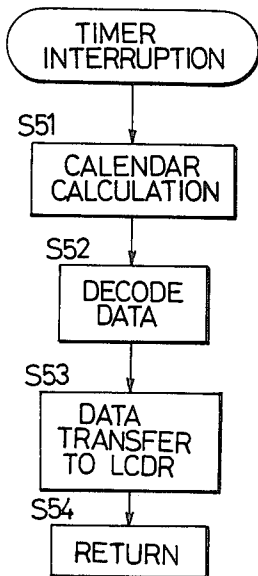 TIMER
INTERRUPTION
S51
CALENDAR
CALCULATION
S52
DECODE
DATA
S53
DATA
TRANSFER
TO LCDR
S54
RETURN